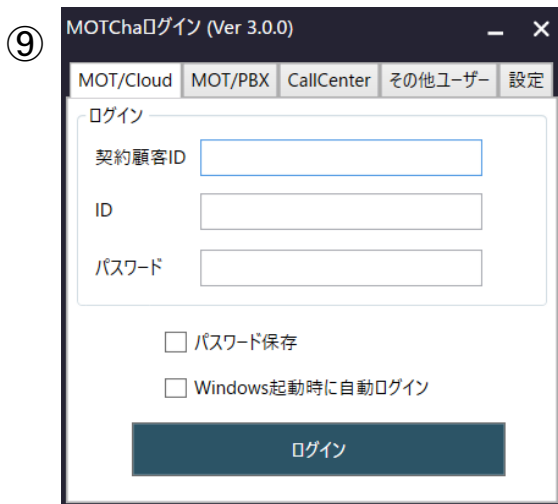 ⑨
MOTChaログイン (Ver 3.0.0)
MOT/Cloud MOT/PBX CallCenter その他ユーザー 設定
ログイン
契約顧客ID
ID
パスワード
パスワード保存
Windows起動時に自動ログイン
ログイン